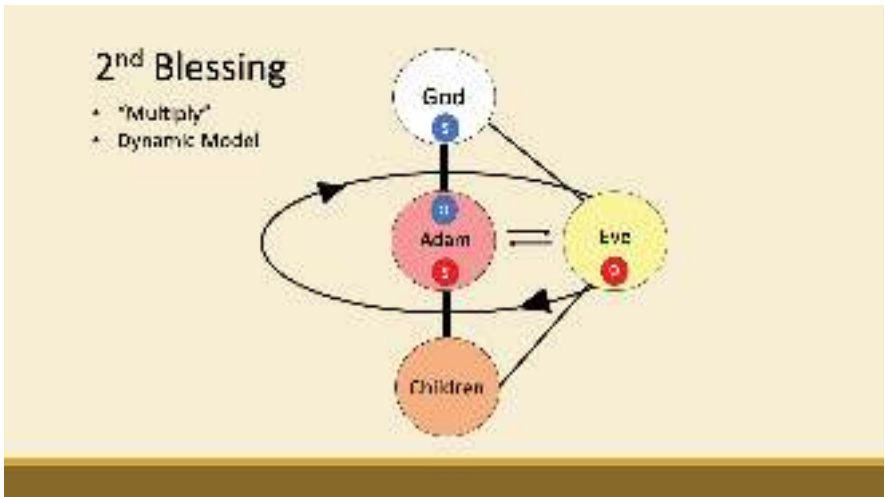 2nd Blessing
• "Multiply"
• Dynamic Model
God
S
Adam
S
Eve
O
Children